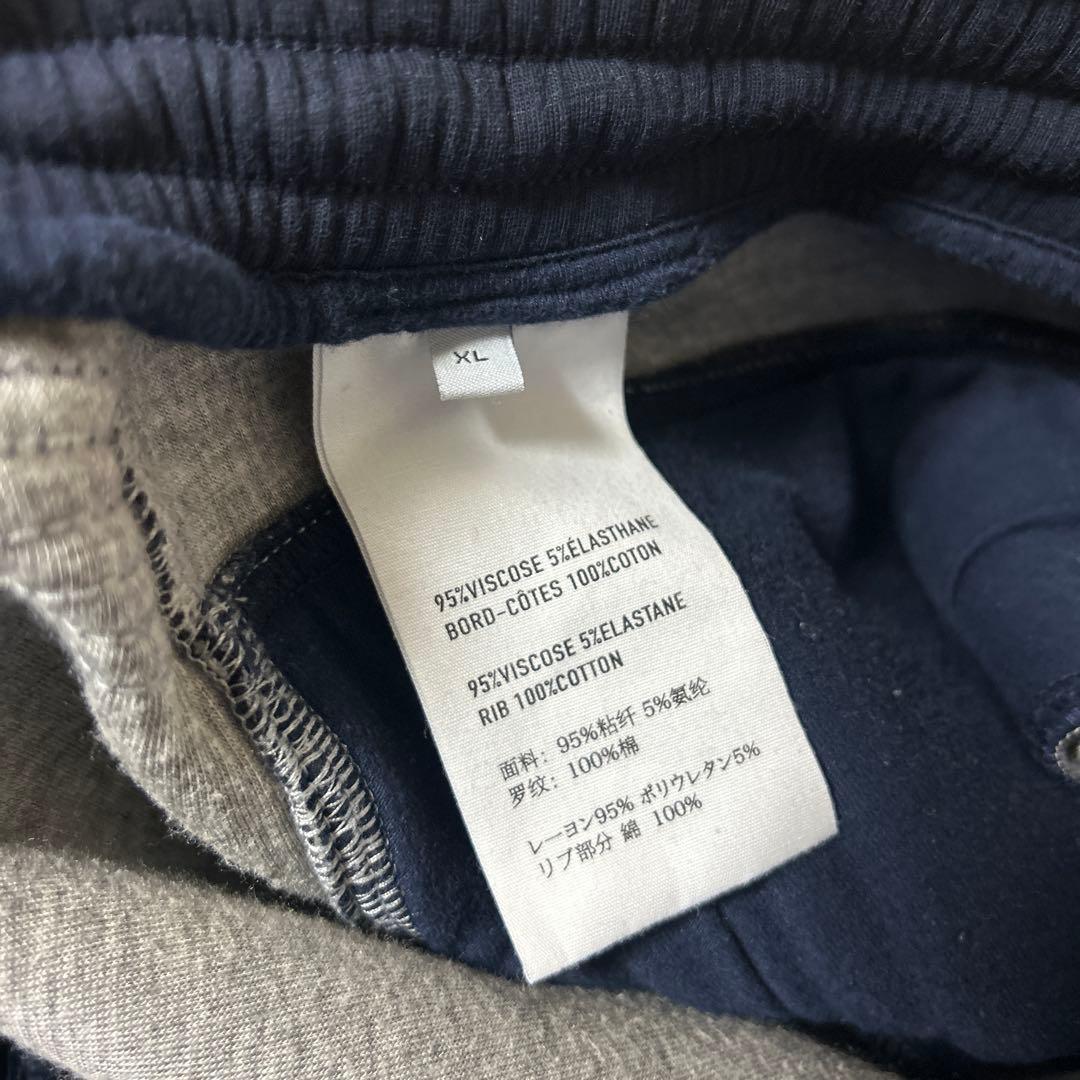 XL
95%VISCOSE 5%ÉLASTHANE
BORD-CÔTES 100%COTON
95%VISCOSE 5%ELASTANE
RIB 100%COTTON
面料: 95%粘纤 5%氨纶
罗纹: 100%棉
レーヨン95% ポリウレタン5%
リブ部分 綿 100%